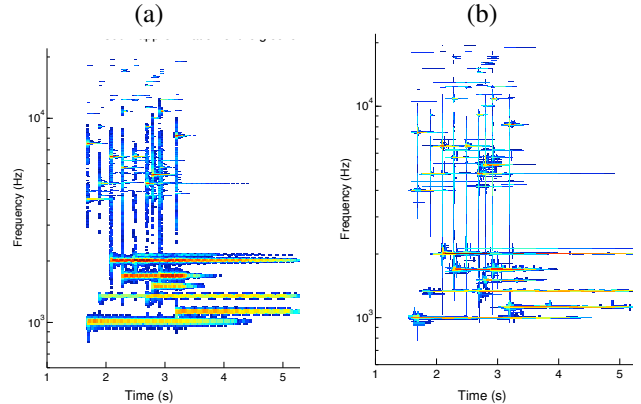 (a)
(b)
Frequency (Hz)
10^4
10^3
1 2 3 4 5
Time (s)
Frequency (Hz)
10^4
10^3
1 2 3 4 5
Time (s)